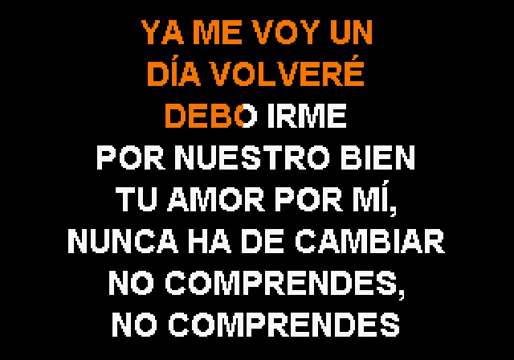 YA ME VOY UN
DÍA VOLVERÉ
DEBO IRME
POR NUESTRO BIEN
TU AMOR POR MÍ,
NUNCA HA DE CAMBIAR
NO COMPRENDES,
NO COMPRENDES